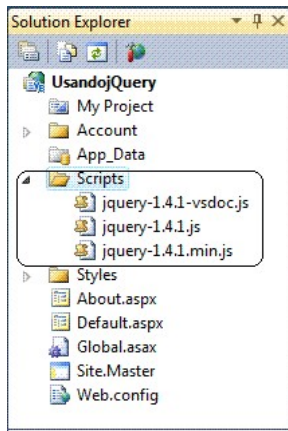 Solution Explorer
UsandojQuery
My Project
Account
App_Data
Scripts
jquery-1.4.1-vsdoc.js
jquery-1.4.1.js
jquery-1.4.1.min.js
Styles
About.aspx
Default.aspx
Global.asax
Site.Master
Web.config